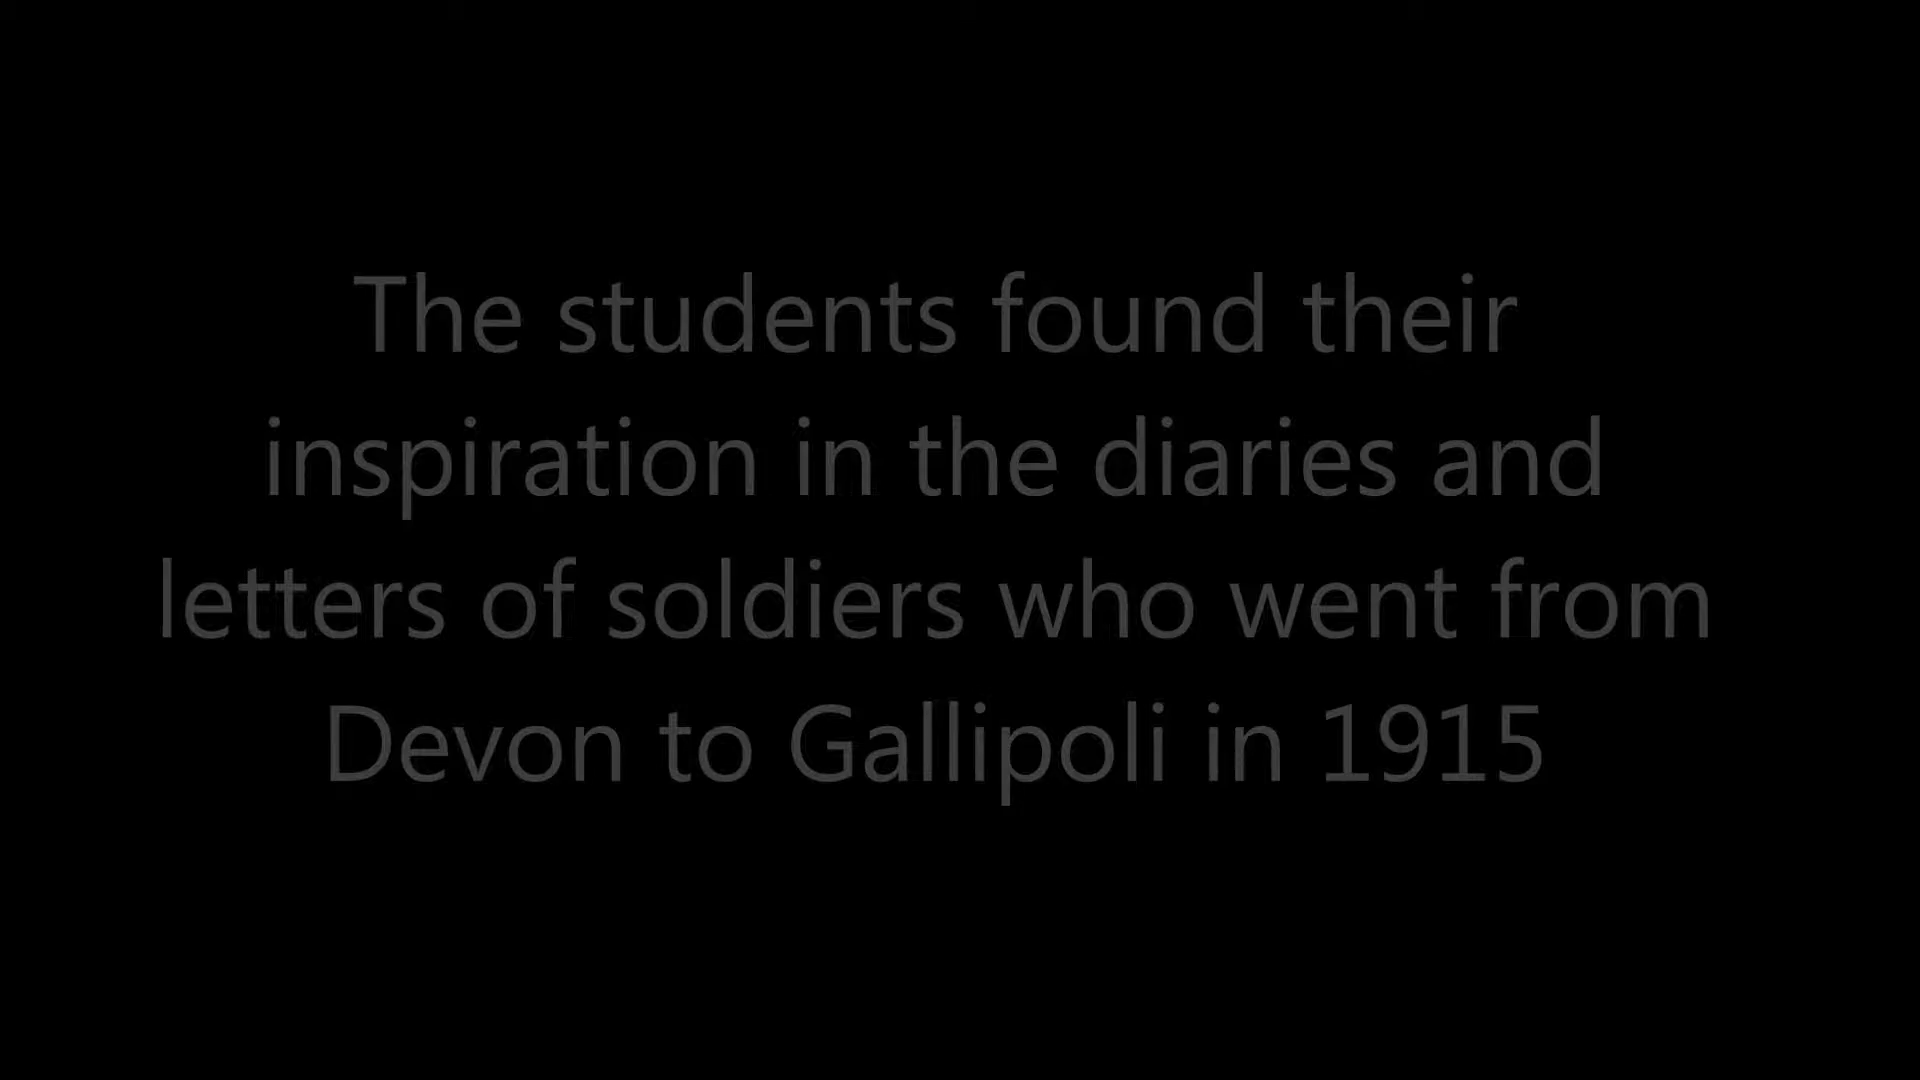 The students found their
inspiration in the diaries and
letters of soldiers who went from
Devon to Gallipoli in 1915